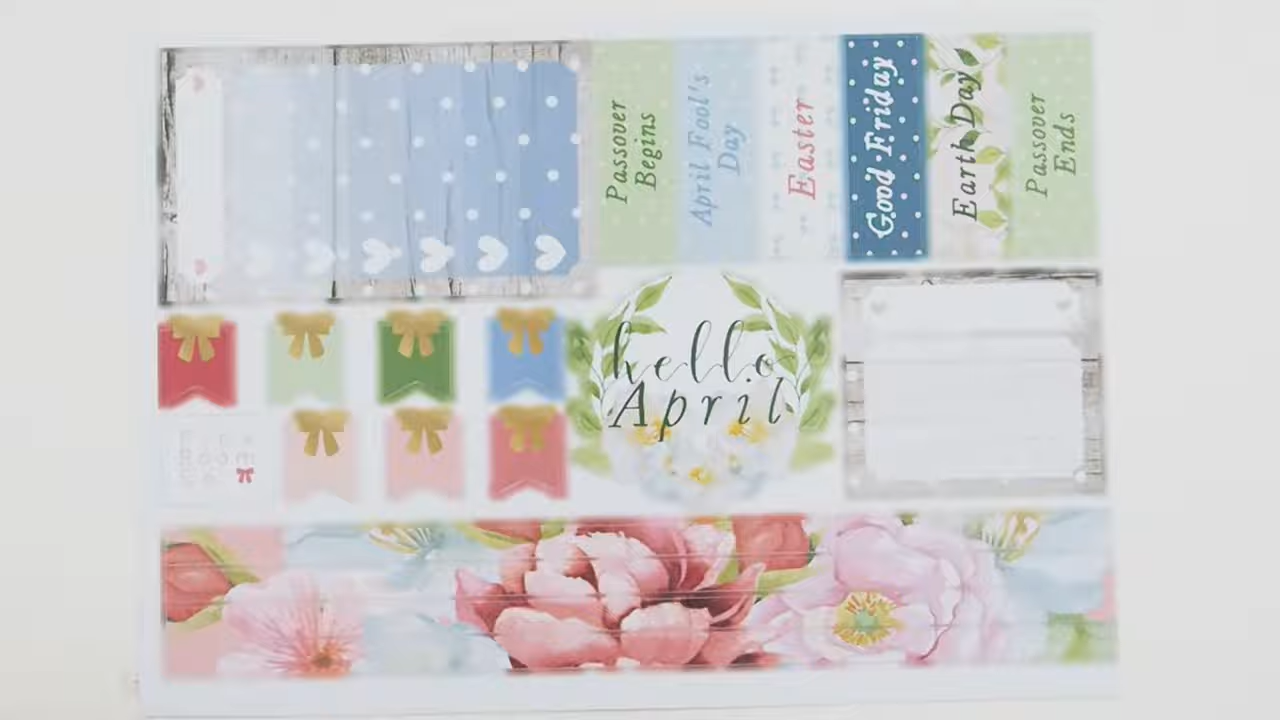 Passover
Begins
April Fool's
Day
Easter
Good Friday
Earth Day
Passover
Ends
hello
April